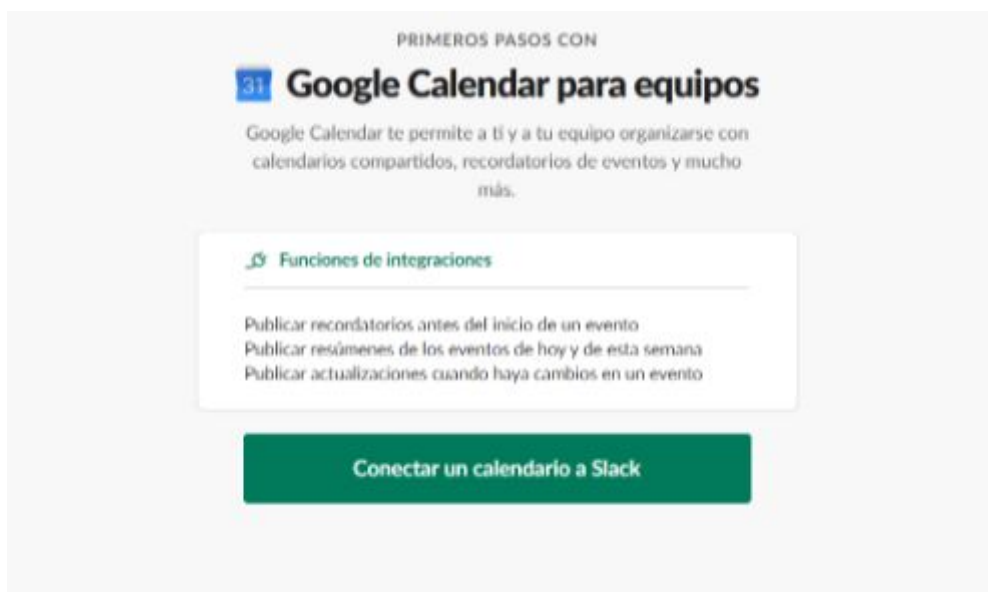 PRIMEROS PASOS CON
31 Google Calendar para equipos
Google Calendar te permite a ti y a tu equipo organizarse con
calendarios compartidos, recordatorios de eventos y mucho
más.
Funciones de integraciones
Publicar recordatorios antes del inicio de un evento
Publicar resúmenes de los eventos de hoy y de esta semana
Publicar actualizaciones cuando haya cambios en un evento
Conectar un calendario a Slack